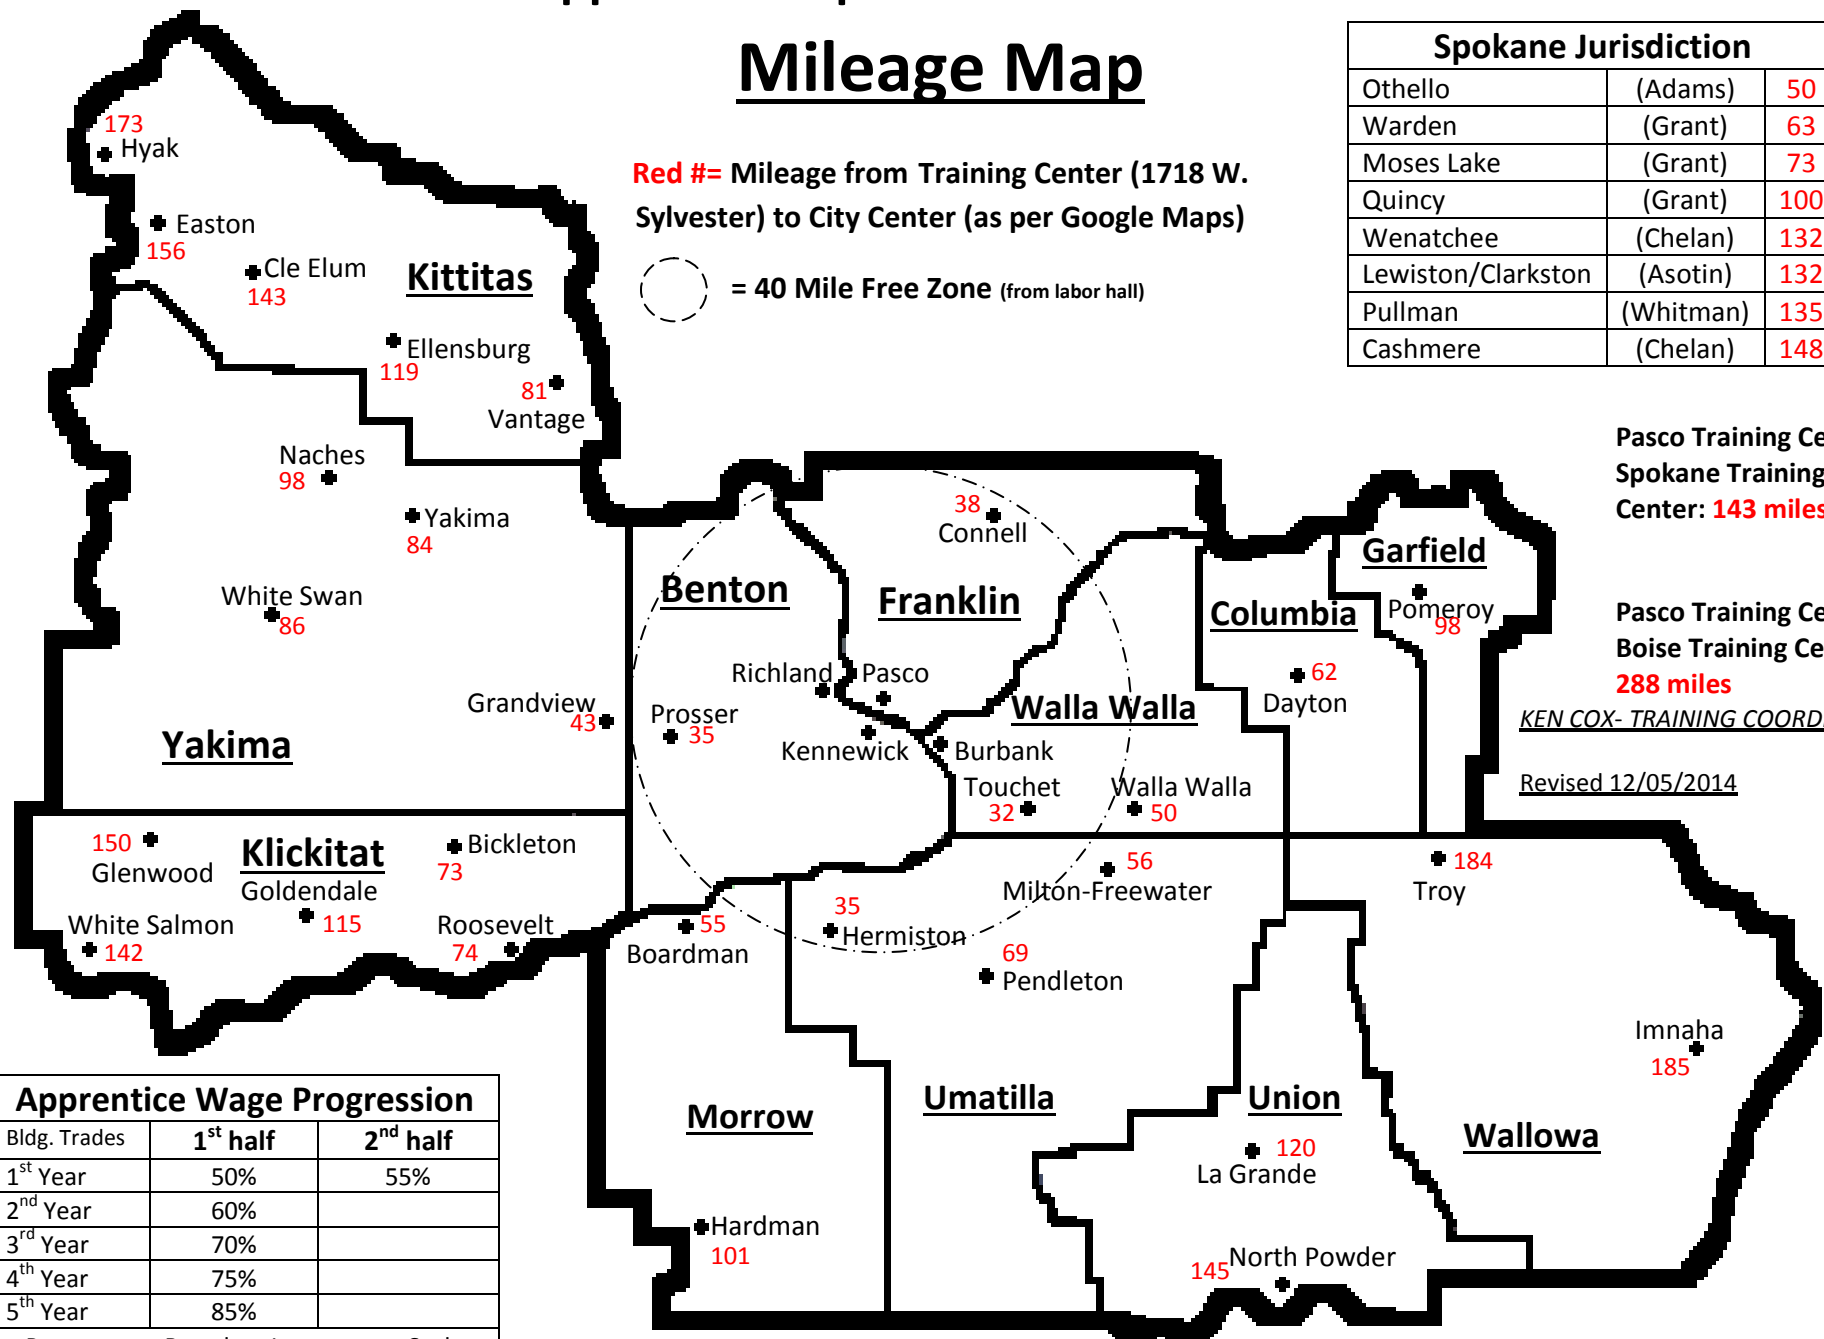 Mileage Map
Red #= Mileage from Training Center (1718 W.
Sylvester) to City Center (as per Google Maps)
= 40 Mile Free Zone (from labor hall)
Spokane Jurisdiction
Othello (Adams) 50
Warden (Grant) 63
Moses Lake (Grant) 73
Quincy (Grant) 100
Wenatchee (Chelan) 132
Lewiston/Clarkston (Asotin) 132
Pullman (Whitman) 135
Cashmere (Chelan) 148
Pasco Training Ce
Spokane Training
Center: 143 miles
Pasco Training Ce
Boise Training Ce
288 miles
KEN COX- TRAINING COORD
Revised 12/05/2014
173
Hyak
Easton
156
Cle Elum
143
Kittitas
Ellensburg
119
81
Vantage
Naches
98
Yakima
84
White Swan
86
Grandview
43
Yakima
Benton
Prosser
35
Richland
Kennewick
38
Connell
Franklin
Pasco
Walla Walla
Burbank
Touchet
32
Walla Walla
50
Columbia
62
Dayton
Garfield
Pomeroy
98
150
Glenwood
Klickitat
Goldendale
115
Bickleton
73
White Salmon
142
Roosevelt
74
55
Boardman
35
Hermiston
56
Milton-Freewater
69
Pendleton
184
Troy
Imnaha
185
Morrow
Hardman
101
Umatilla
Union
120
La Grande
145
North Powder
Wallowa
Apprentice Wage Progression
Bldg. Trades 1st half 2nd half
1st Year 50% 55%
2nd Year 60%
3rd Year 70%
4th Year 75%
5th Year 85%